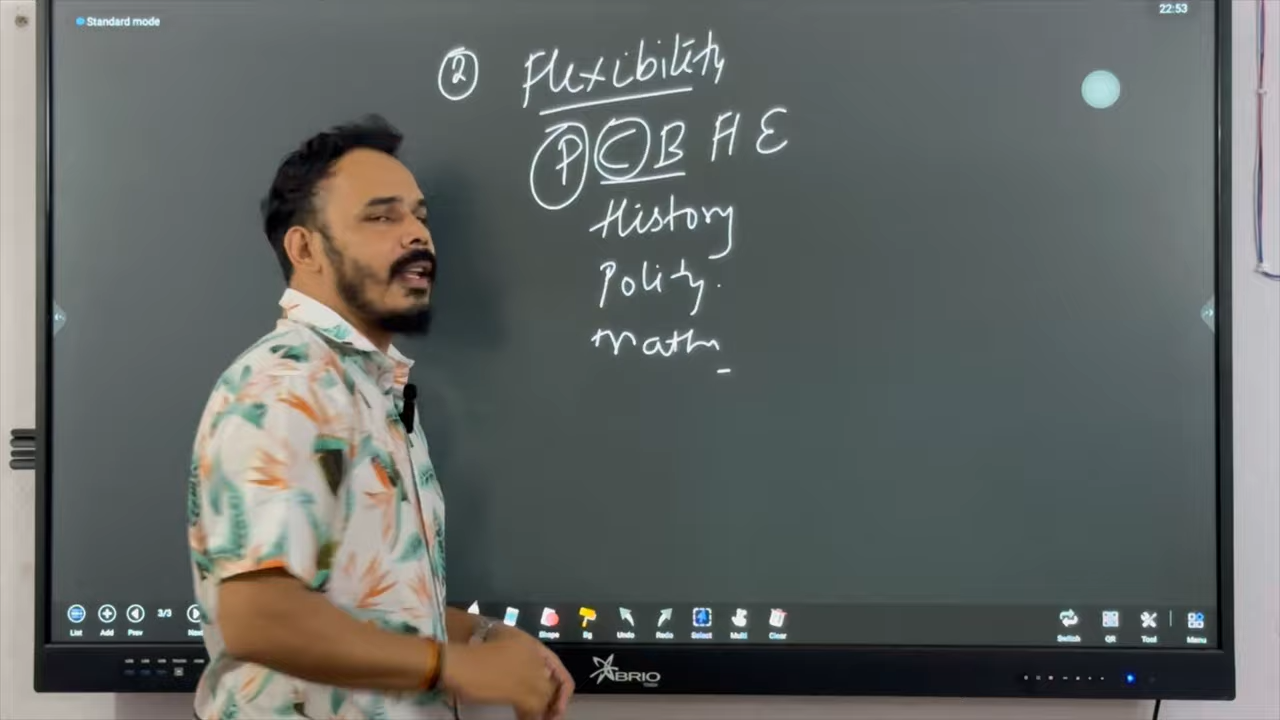 Standard mode
22:53
② Flexibility
P C B H E
History
Polity.
Math
List Add Prev 3/3 Next Shape Bg Undo Redo Select Multi Clear Switch QR Tool Menu
ABRIO